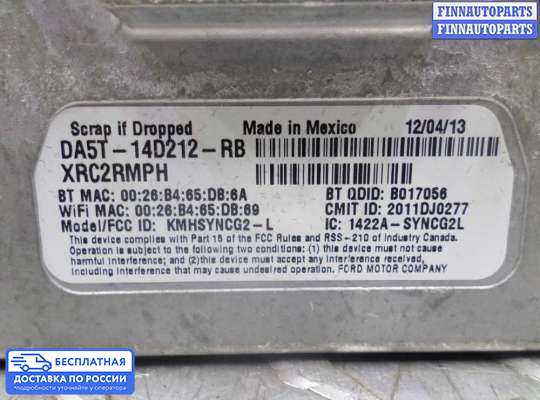 FINNAUTOPARTS
FINNAUTOPARTS
Scrap if Dropped Made in Mexico 12/04/13
DA5T-14D212-RB
XRC2RMPH
BT MAC: 00:26:B4:65:DB:6A BT QDID: B017056
WiFi MAC: 00:26:B4:65:DB:69 CMIT ID: 2011DJ0277
Model/FCC ID: KMHSYNCG2-L IC: 1422A-SYNCG2L
This device complies with Part 15 of the FCC Rules and RSS-210 of Industry Canada.
Operation is subject to the following two conditions: (1)this device must not cause
harmful interference; and (2)this device must accept any interference received,
including interference that may cause undesired operation. FORD MOTOR COMPANY
БЕСПЛАТНАЯ
ДОСТАВКА ПО РОССИИ
подробности уточняйте у оператора